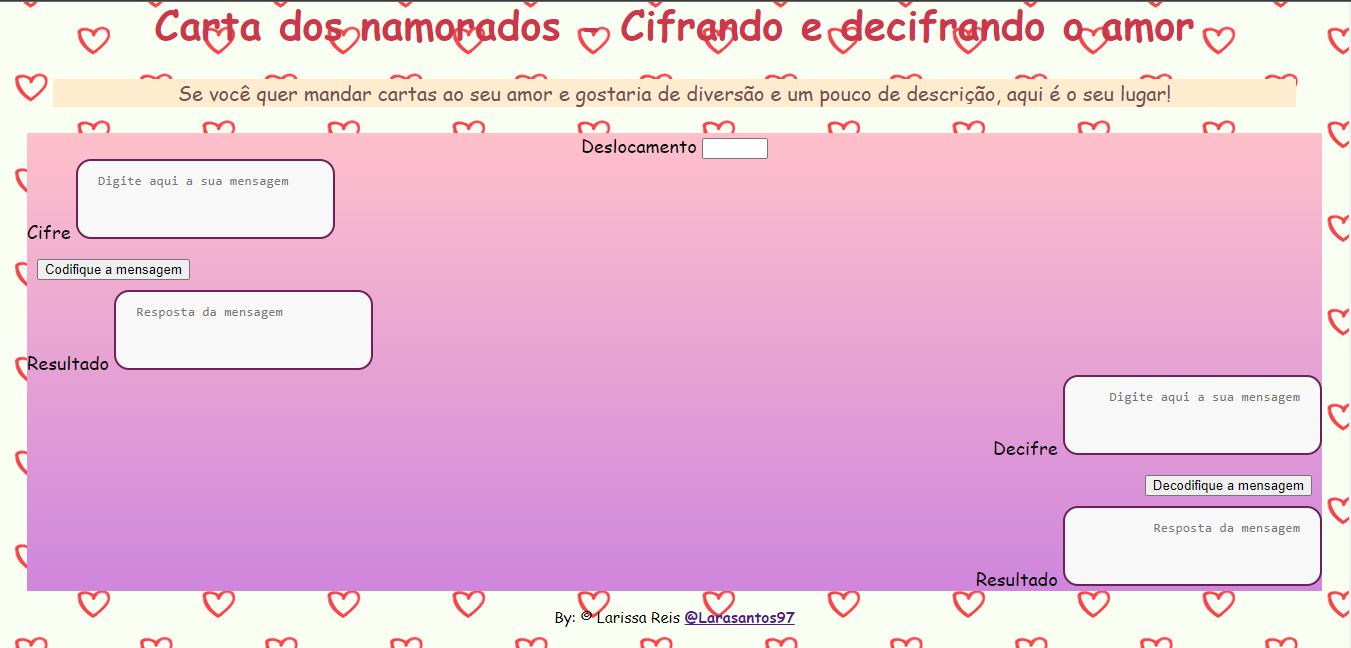 Carta dos namorados - Cifrando e decifrando o amor
Se você quer mandar cartas ao seu amor e gostaria de diversão e um pouco de descrição, aqui é o seu lugar!
Deslocamento
Digite aqui a sua mensagem
Cifre
Codifique a mensagem
Resposta da mensagem
Resultado
Digite aqui a sua mensagem
Decifre
Decodifique a mensagem
Resposta da mensagem
Resultado
By: © Larissa Reis @Larasantos97